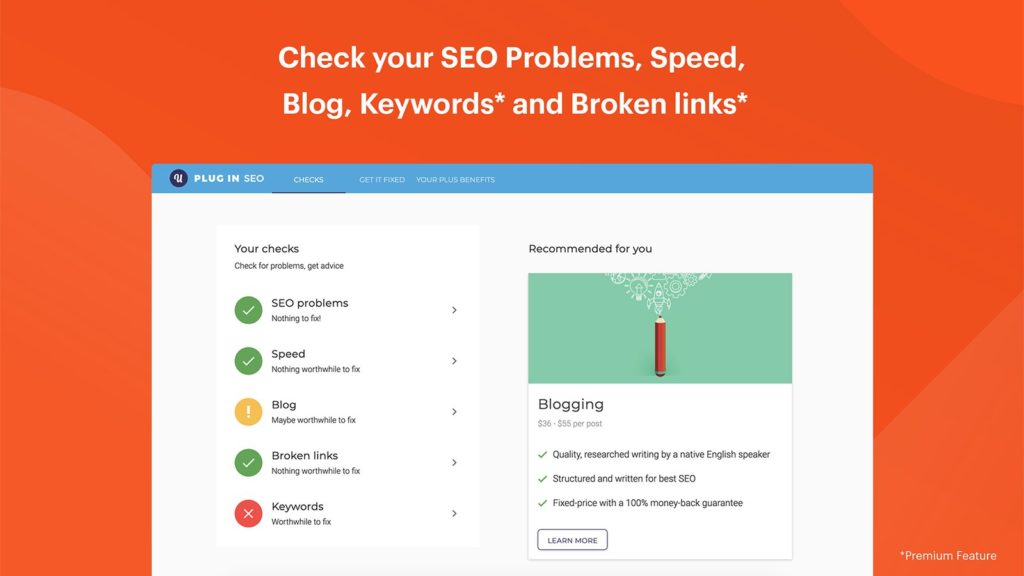 Check your SEO Problems, Speed,
Blog, Keywords* and Broken links*
PLUG IN SEO
CHECKS
GET IT FIXED
YOUR PLUS BENEFITS
Your checks
Check for problems, get advice
SEO problems
Nothing to fix!
Speed
Nothing worthwhile to fix
Blog
Maybe worthwhile to fix
Broken links
Nothing worthwhile to fix
Keywords
Worthwhile to fix
Recommended for you
Blogging
$36 - $55 per post
Quality, researched writing by a native English speaker
Structured and written for best SEO
Fixed-price with a 100% money-back guarantee
LEARN MORE
*Premium Feature